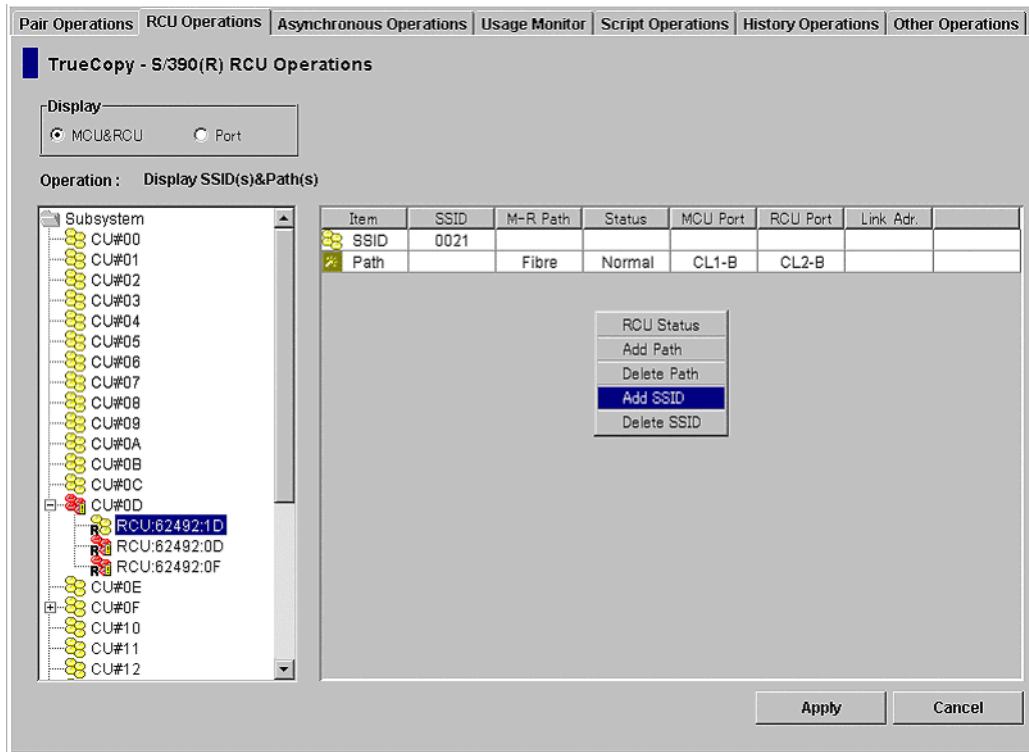 Pair Operations RCU Operations Asynchronous Operations Usage Monitor Script Operations History Operations Other Operations
TrueCopy - S/390(R) RCU Operations
Display
MCU&RCU Port
Operation : Display SSID(s)&Path(s)
Subsystem
CU#00
CU#01
CU#02
CU#03
CU#04
CU#05
CU#06
CU#07
CU#08
CU#09
CU#0A
CU#0B
CU#0C
CU#0D
R RCU:62492:1D
R RCU:62492:0D
R RCU:62492:0F
CU#0E
CU#0F
CU#10
CU#11
CU#12
Item SSID M-R Path Status MCU Port RCU Port Link Adr.
SSID 0021
Path Fibre Normal CL1-B CL2-B
RCU Status
Add Path
Delete Path
Add SSID
Delete SSID
Apply Cancel